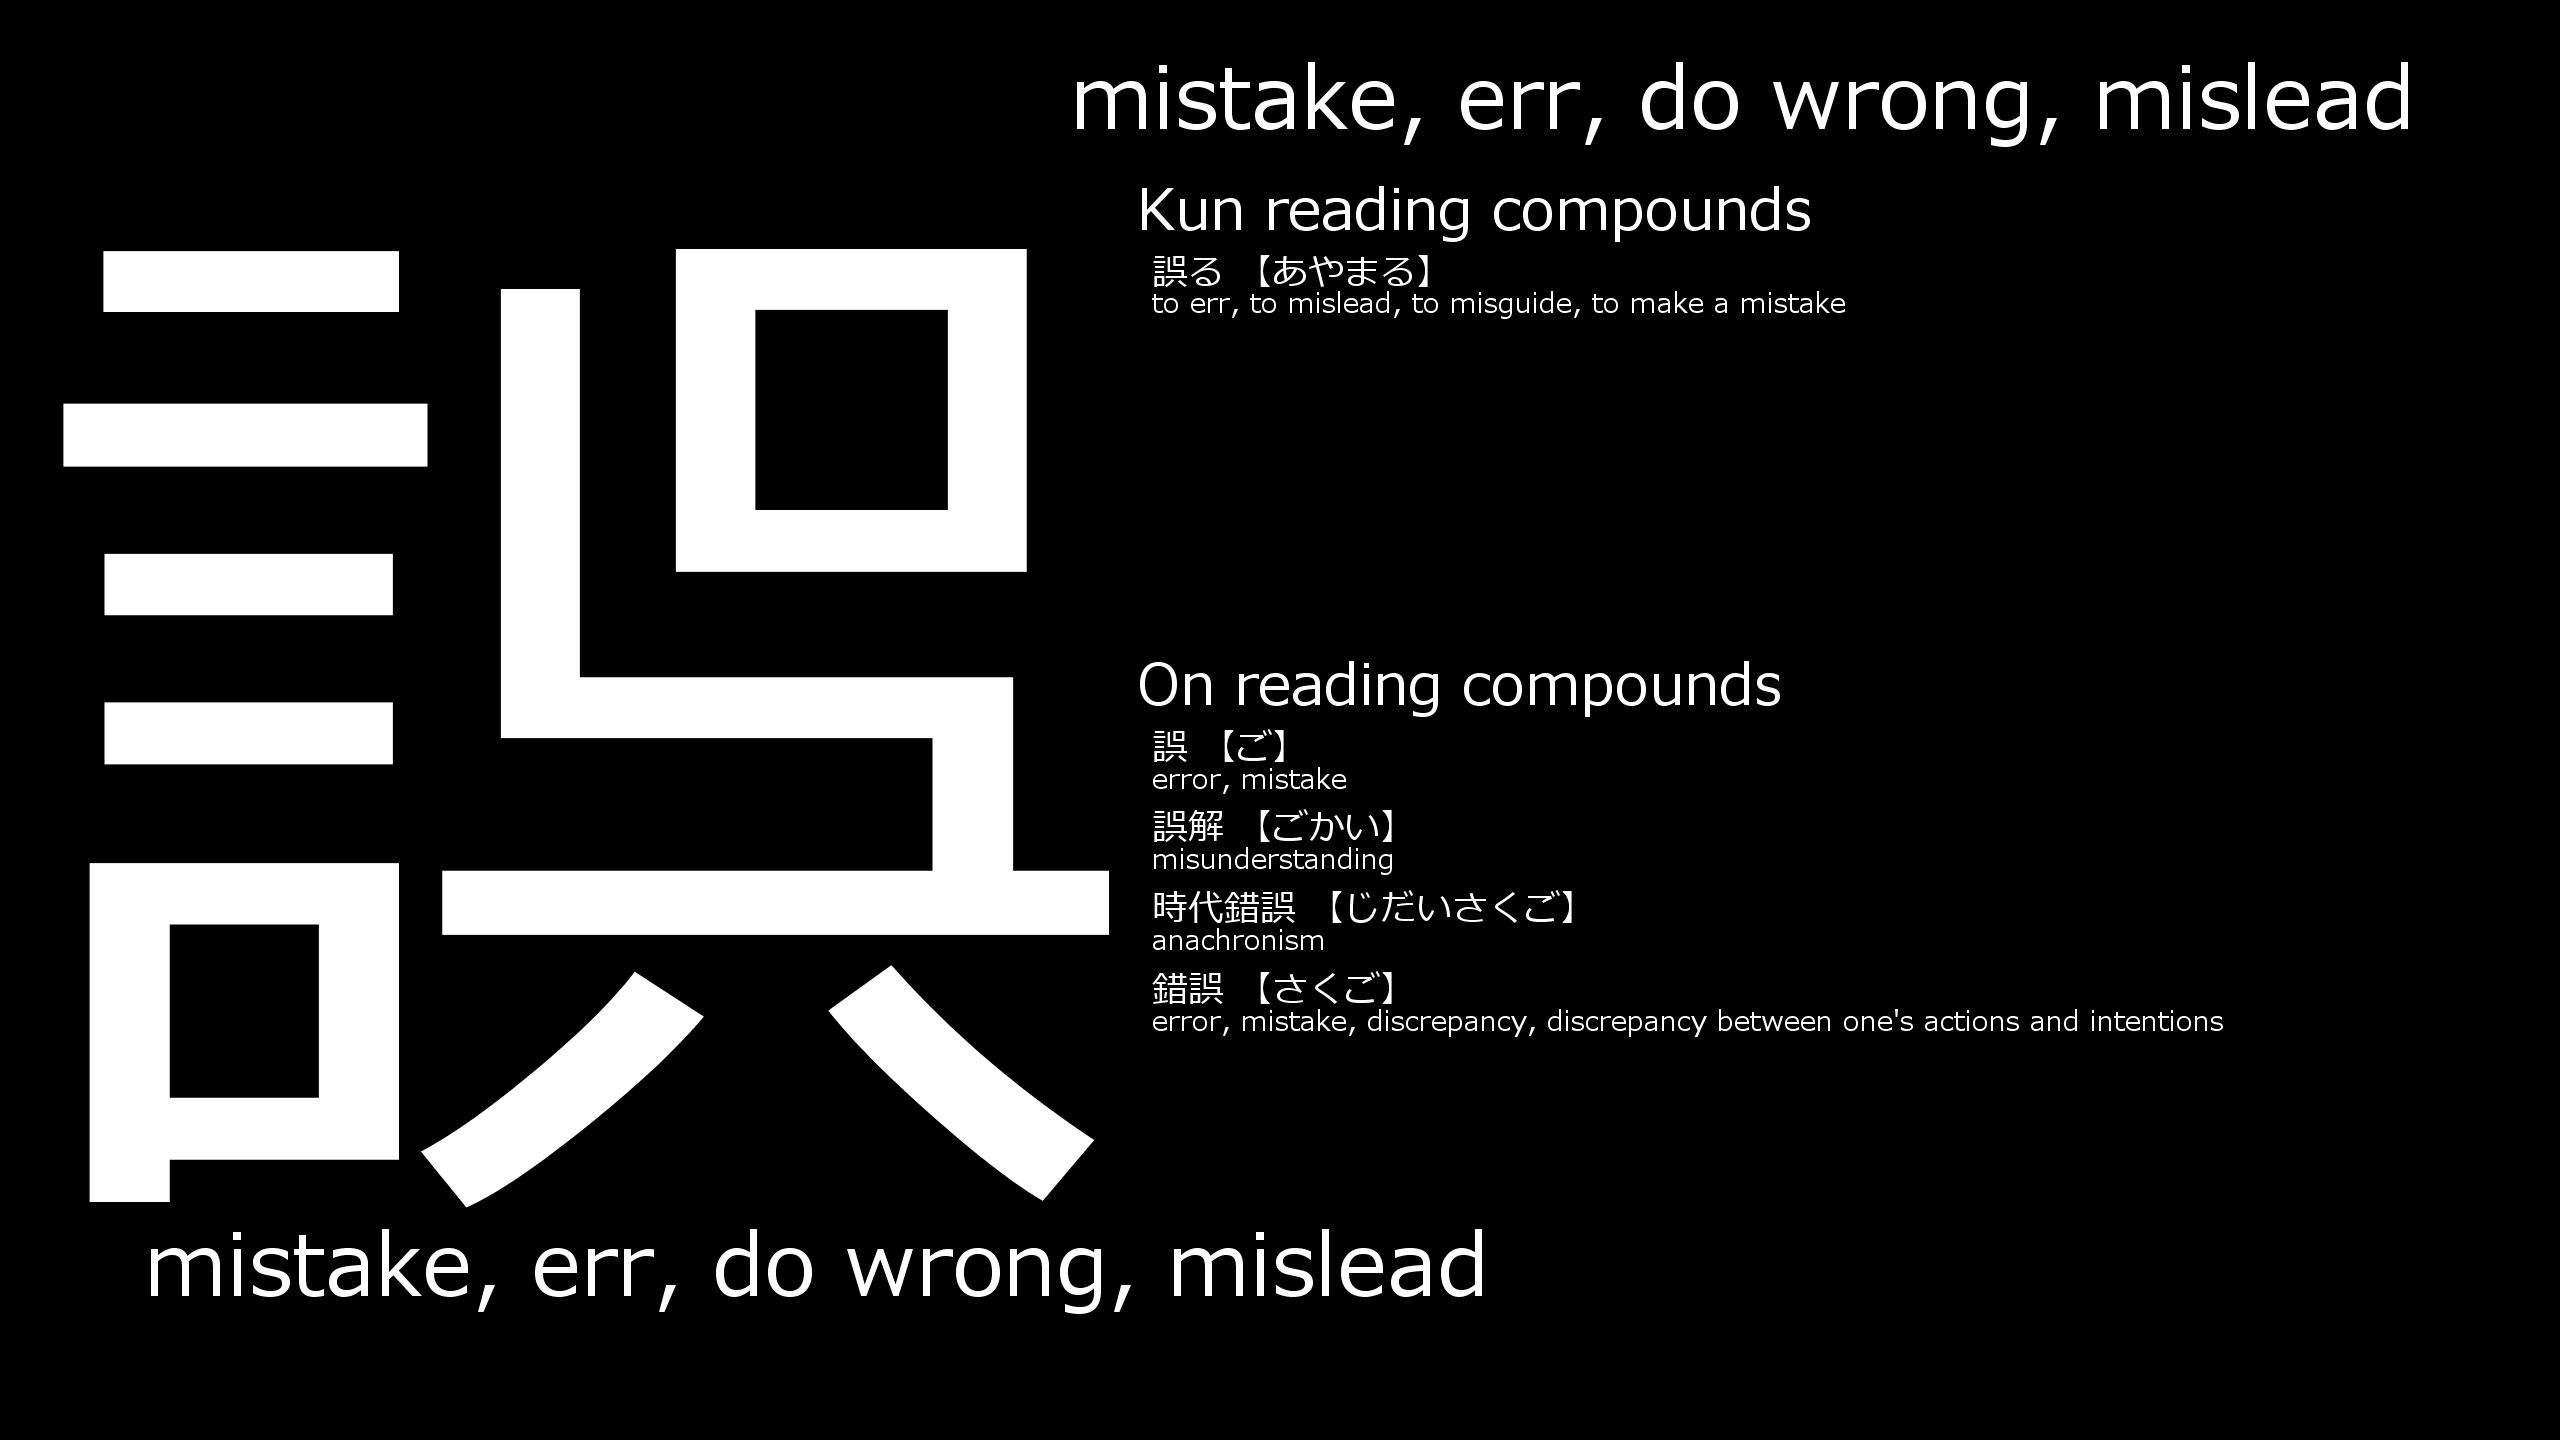 mistake, err, do wrong, mislead
誤
Kun reading compounds
誤る 【あやまる】
to err, to mislead, to misguide, to make a mistake
On reading compounds
誤 【ご】
error, mistake
誤解 【ごかい】
misunderstanding
時代錯誤 【じだいさくご】
anachronism
錯誤 【さくご】
error, mistake, discrepancy, discrepancy between one's actions and intentions
mistake, err, do wrong, mislead